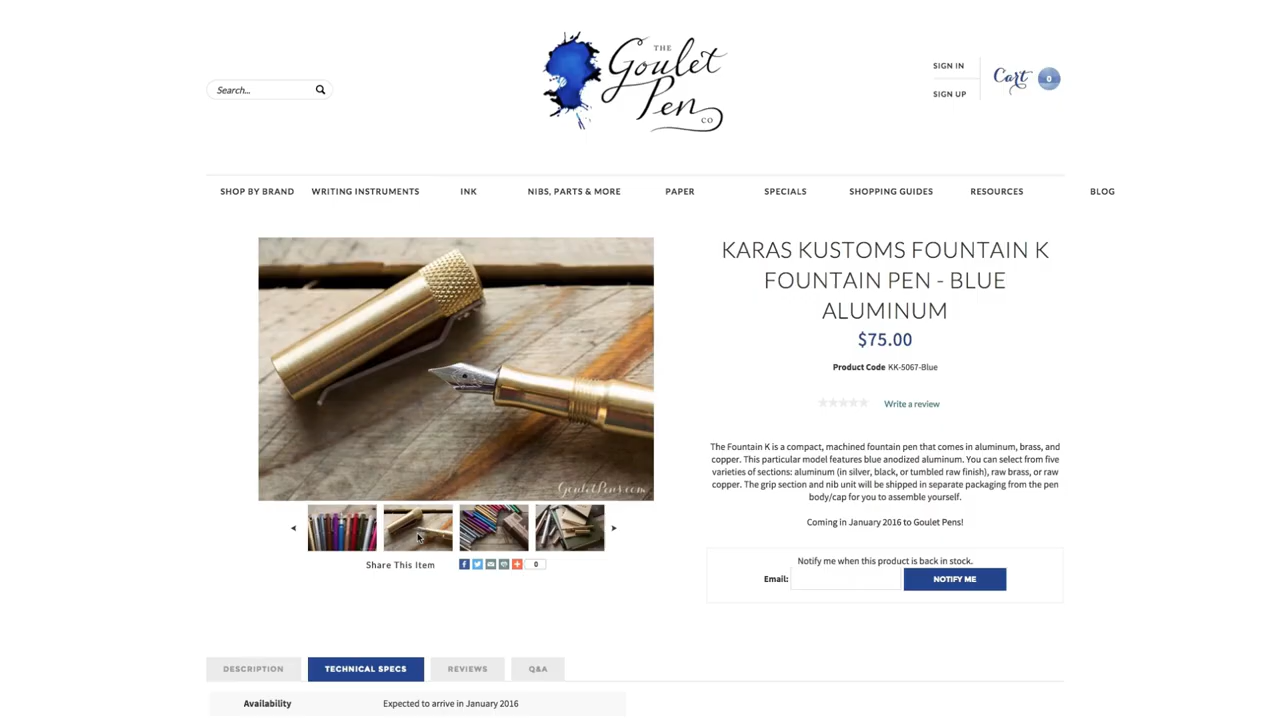 Search...
THE
Goulet
Pen
CO
SIGN IN
SIGN UP
Cart
0
SHOP BY BRAND
WRITING INSTRUMENTS
INK
NIBS, PARTS & MORE
PAPER
SPECIALS
SHOPPING GUIDES
RESOURCES
BLOG
GouletPens.com
KARAS KUSTOMS FOUNTAIN K
FOUNTAIN PEN - BLUE
ALUMINUM
$75.00
Product Code KK-5067-Blue
Write a review
The Fountain K is a compact, machined fountain pen that comes in aluminum, brass, and
copper. This particular model features blue anodized aluminum. You can select from five
varieties of sections: aluminum (in silver, black, or tumbled raw finish), raw brass, or raw
copper. The grip section and nib unit will be shipped in separate packaging from the pen
body/cap for you to assemble yourself.
Coming in January 2016 to Goulet Pens!
Share This Item
0
Notify me when this product is back in stock.
Email:
NOTIFY ME
DESCRIPTION
TECHNICAL SPECS
REVIEWS
Q&A
Availability Expected to arrive in January 2016